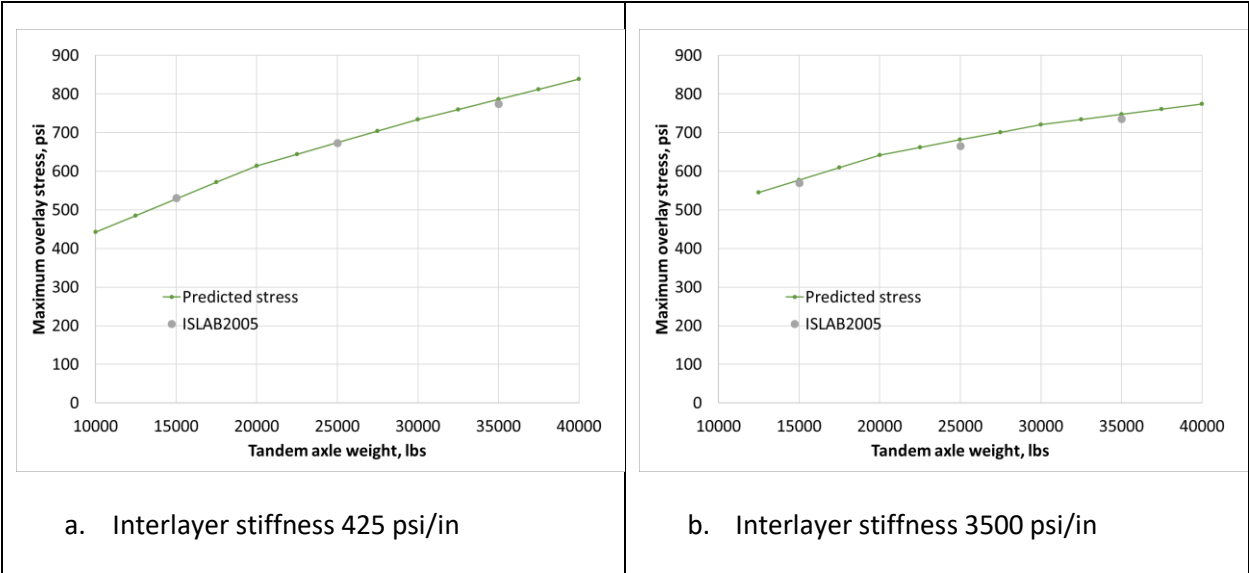 900
800
700
600
500
400
300
200
100
0
Maximum overlay stress, psi
Predicted stress
ISLAB2005
10000 15000 20000 25000 30000 35000 40000
Tandem axle weight, lbs
a. Interlayer stiffness 425 psi/in
900
800
700
600
500
400
300
200
100
0
Maximum overlay stress, psi
Predicted stress
ISLAB2005
10000 15000 20000 25000 30000 35000 40000
Tandem axle weight, lbs
b. Interlayer stiffness 3500 psi/in